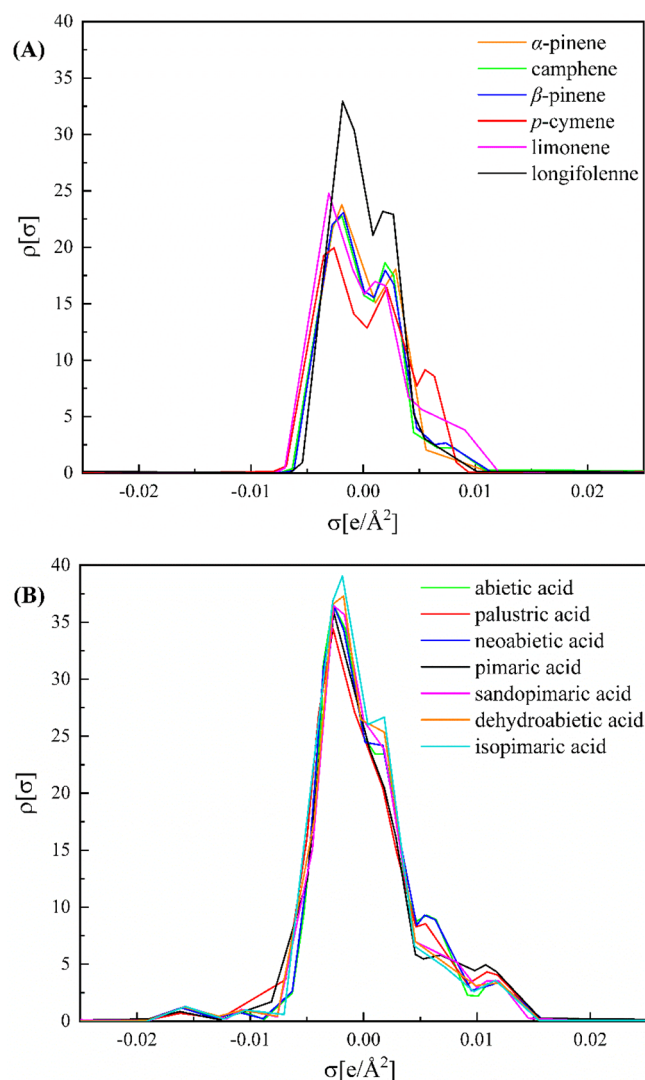 (A)
40
35
30
25
20
15
10
5
0
ρ[σ]
α-pinene
camphene
β-pinene
p-cymene
limonene
longifolenne
-0.02
-0.01
0.00
0.01
0.02
σ[e/Å²]
(B)
40
35
30
25
20
15
10
5
0
ρ[σ]
abietic acid
palustric acid
neoabietic acid
pimaric acid
sandopimaric acid
dehydroabietic acid
isopimaric acid
-0.02
-0.01
0.00
0.01
0.02
σ[e/Å²]